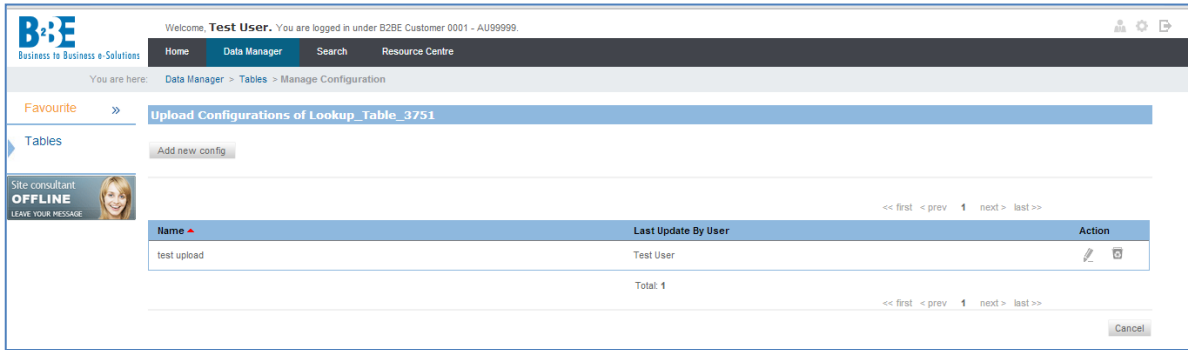 B2BE
Business to Business e-Solutions
Welcome, Test User. You are logged in under B2BE Customer 0001 - AU99999.
Home Data Manager Search Resource Centre
You are here: Data Manager > Tables > Manage Configuration
Favourite »
Tables
Site consultant
OFFLINE
LEAVE YOUR MESSAGE
Upload Configurations of Lookup_Table_3751
Add new config
<< first < prev 1 next > last >>
Name Last Update By User Action
test upload Test User
Total: 1
<< first < prev 1 next > last >>
Cancel